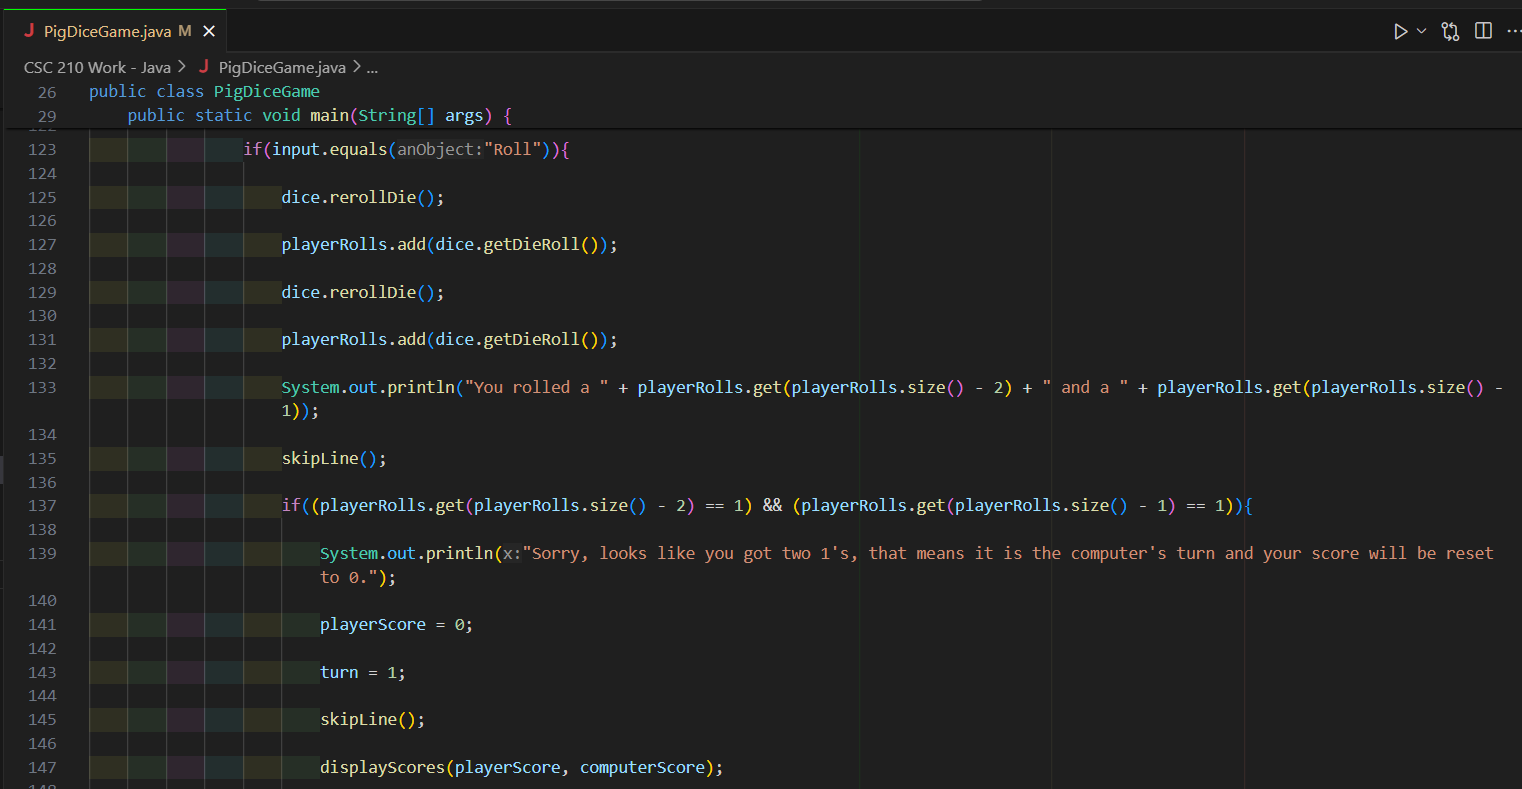 J PigDiceGame.java M ×
CSC 210 Work - Java > J PigDiceGame.java > ...
26 public class PigDiceGame
29 public static void main(String[] args) {
123 if(input.equals(anObject:"Roll")){
124
125 dice.rerollDie();
126
127 playerRolls.add(dice.getDieRoll());
128
129 dice.rerollDie();
130
131 playerRolls.add(dice.getDieRoll());
132
133 System.out.println("You rolled a " + playerRolls.get(playerRolls.size() - 2) + " and a " + playerRolls.get(playerRolls.size() -
1));
134
135 skipLine();
136
137 if((playerRolls.get(playerRolls.size() - 2) == 1) && (playerRolls.get(playerRolls.size() - 1) == 1)){
138
139 System.out.println(x:"Sorry, looks like you got two 1's, that means it is the computer's turn and your score will be reset
to 0.");
140
141 playerScore = 0;
142
143 turn = 1;
144
145 skipLine();
146
147 displayScores(playerScore, computerScore);